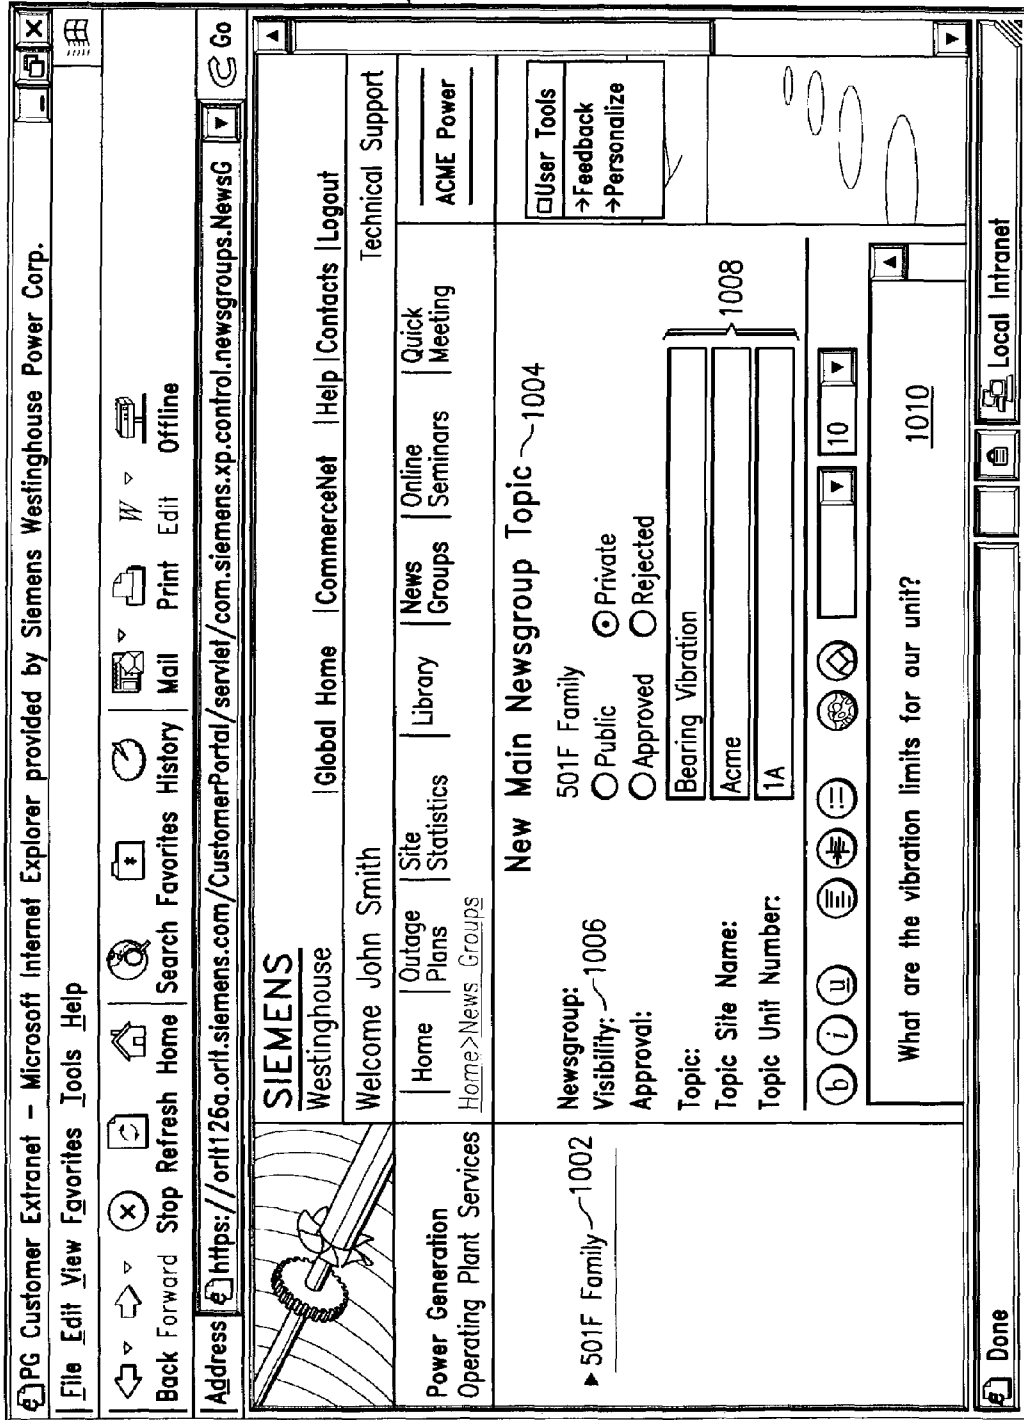 PG Customer Extranet - Microsoft Internet Explorer provided by Siemens Westinghouse Power Corp.
File Edit View Favorites Tools Help
Back Forward Stop Refresh Home Search Favorites History Mail Print Edit Offline
Address https://orlt126a.orlt.siemens.com/CustomerPortal/servlet/com.siemens.xp.control.newsgroups.NewsG Go
SIEMENS
Westinghouse
|Global Home |CommerceNet |Help |Contacts |Logout
Welcome John Smith Technical Support
Power Generation
Operating Plant Services
|Home |Outage Plans |Site Statistics |Library |News Groups |Online Seminars |Quick Meeting
ACME Power
Home>News Groups
New Main Newsgroup Topic 1004
User Tools
→Feedback
→Personalize
501F Family 1002
Newsgroup: 501F Family
Visibility: 1006 Public Private
Approval: Approved Rejected
Topic: Bearing Vibration
Topic Site Name: Acme
Topic Unit Number: 1A
1008
b i u 10
What are the vibration limits for our unit?
1010
Done Local Intranet